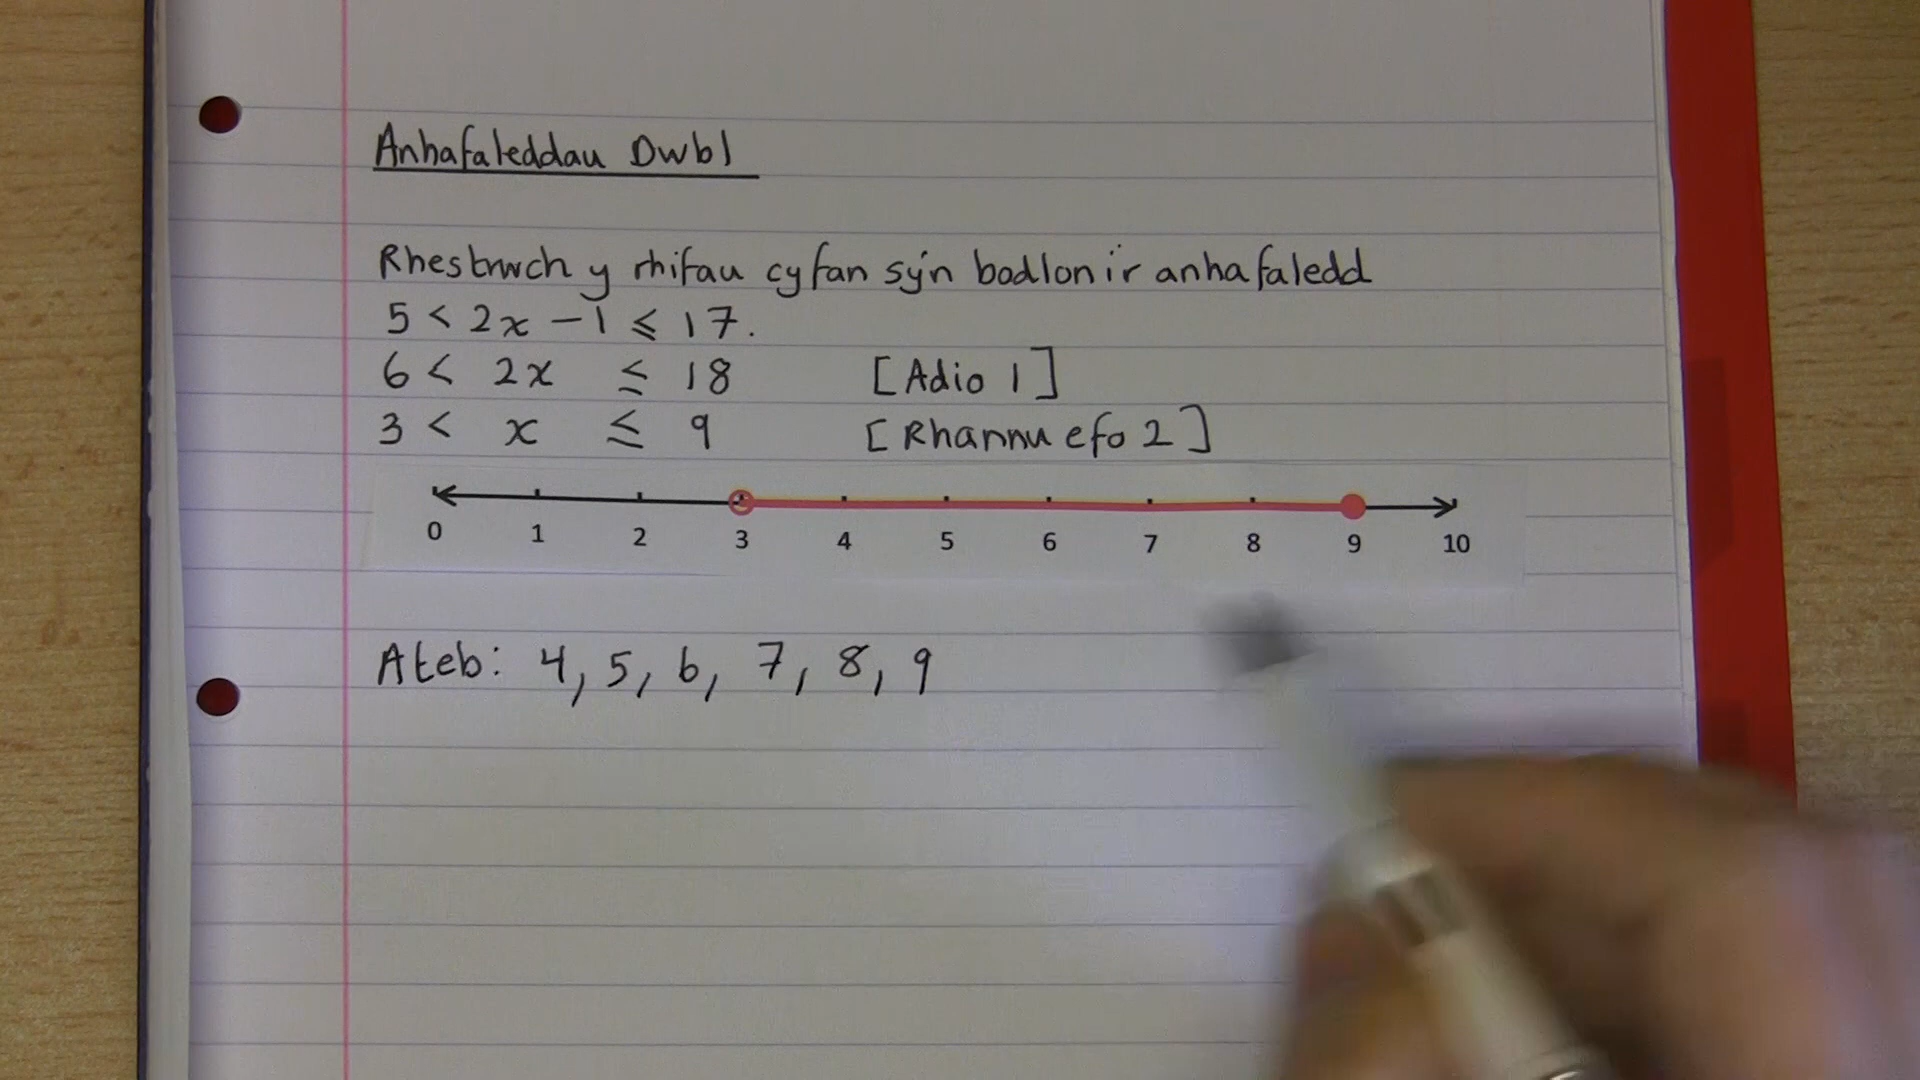 Anhafaleddau Dwbl
Rhestrwch y rhifau cyfan sy'n bodloni'r anhafaledd
5 < 2x - 1 ⩽ 17.
6 < 2x ≤ 18 [Adio 1]
3 < x ≤ 9 [Rhannu efo 2]
0 1 2 3 4 5 6 7 8 9 10
Ateb: 4, 5, 6, 7, 8, 9